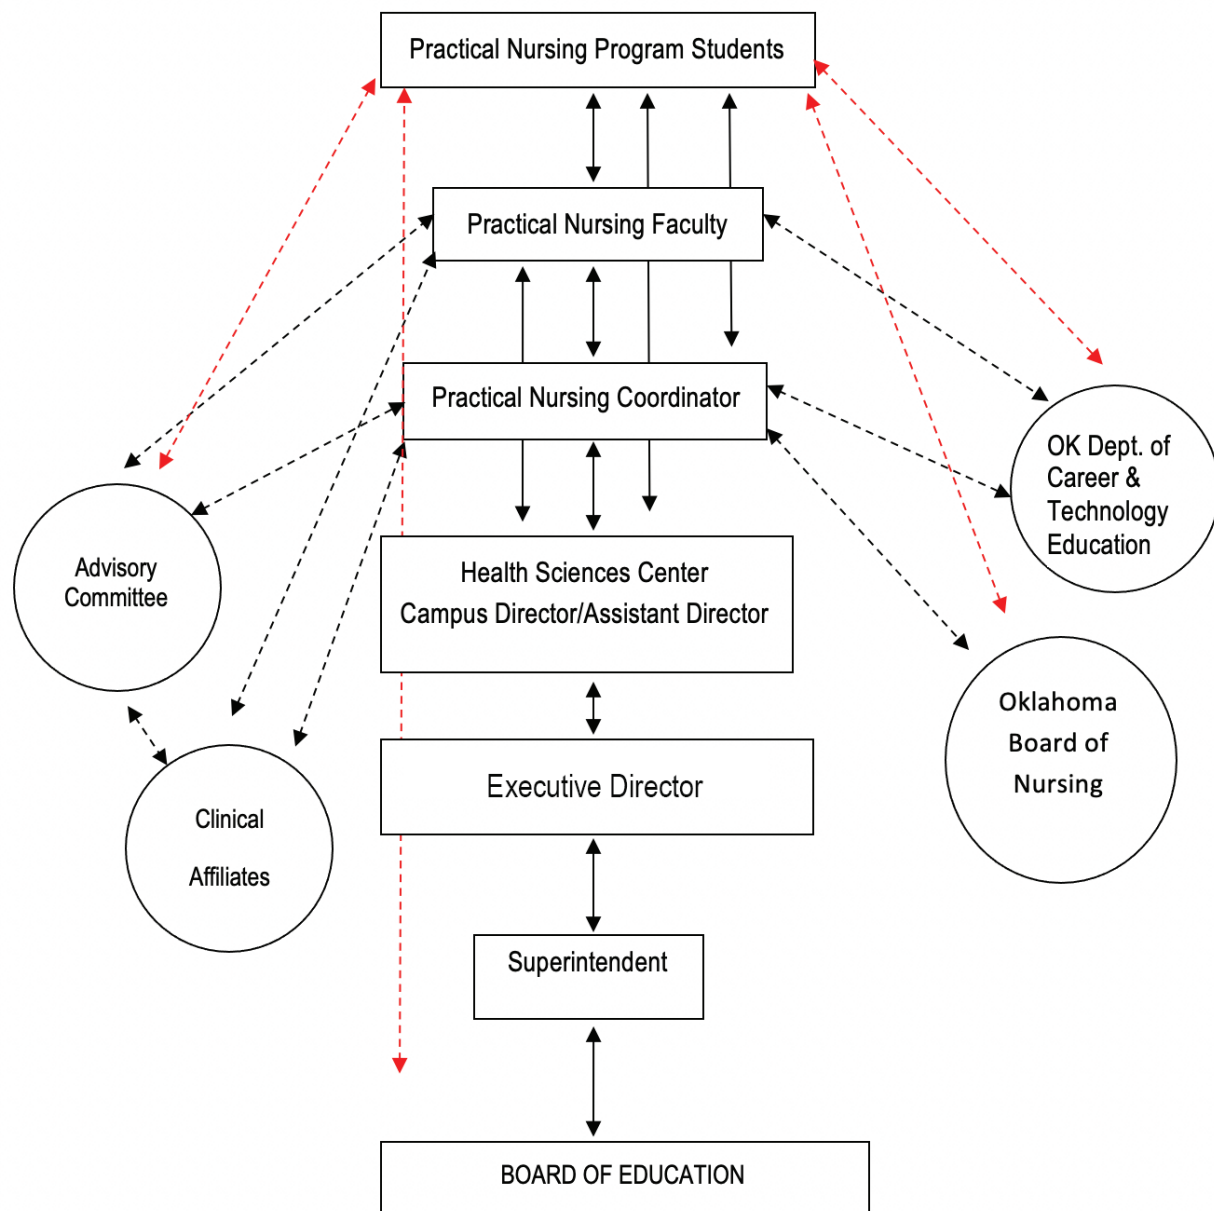 Practical Nursing Program Students
Practical Nursing Faculty
Practical Nursing Coordinator
OK Dept. of
Career &
Technology
Education
Advisory
Committee
Health Sciences Center
Campus Director/Assistant Director
Oklahoma
Board of
Nursing
Executive Director
Clinical
Affiliates
Superintendent
BOARD OF EDUCATION